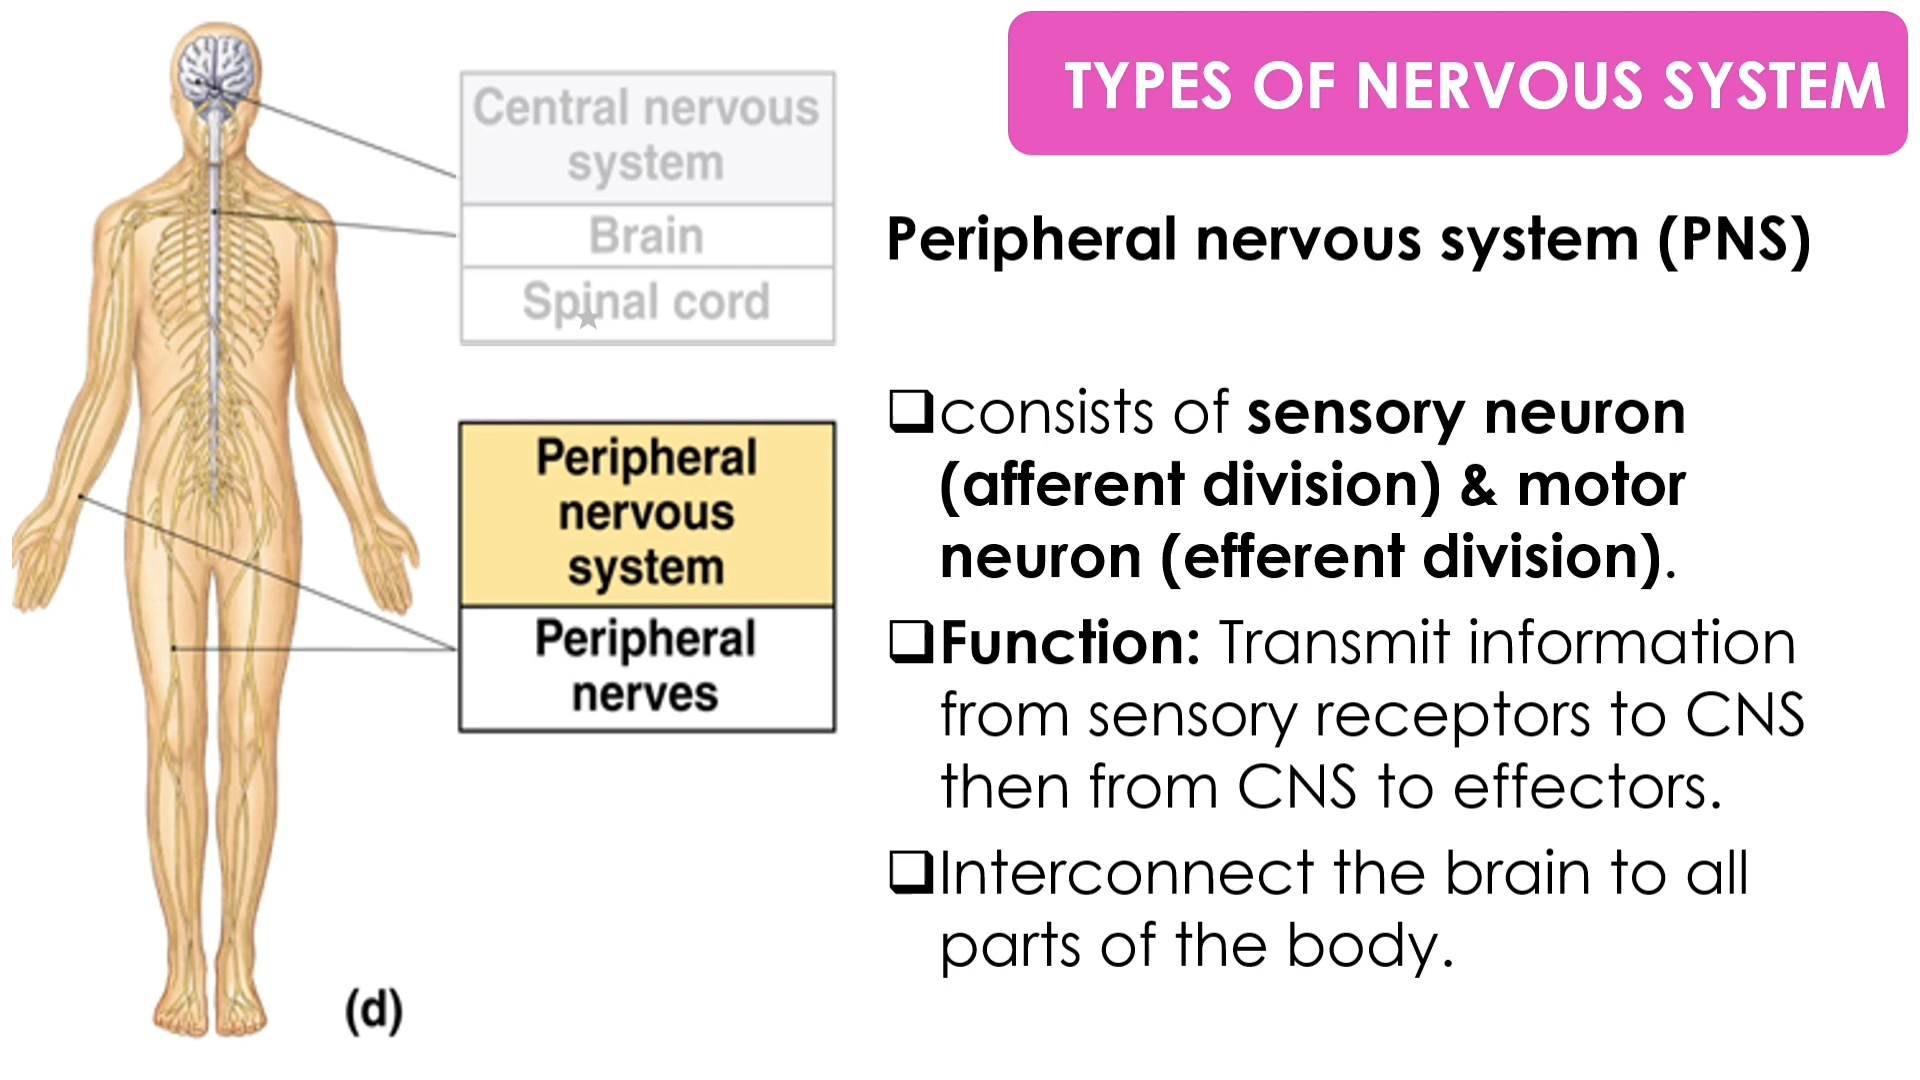 TYPES OF NERVOUS SYSTEM
Central nervous
system
Brain
Spinal cord
Peripheral
nervous
system
Peripheral
nerves
(d)
Peripheral nervous system (PNS)
❑consists of sensory neuron
(afferent division) & motor
neuron (efferent division).
❑Function: Transmit information
from sensory receptors to CNS
then from CNS to effectors.
❑Interconnect the brain to all
parts of the body.